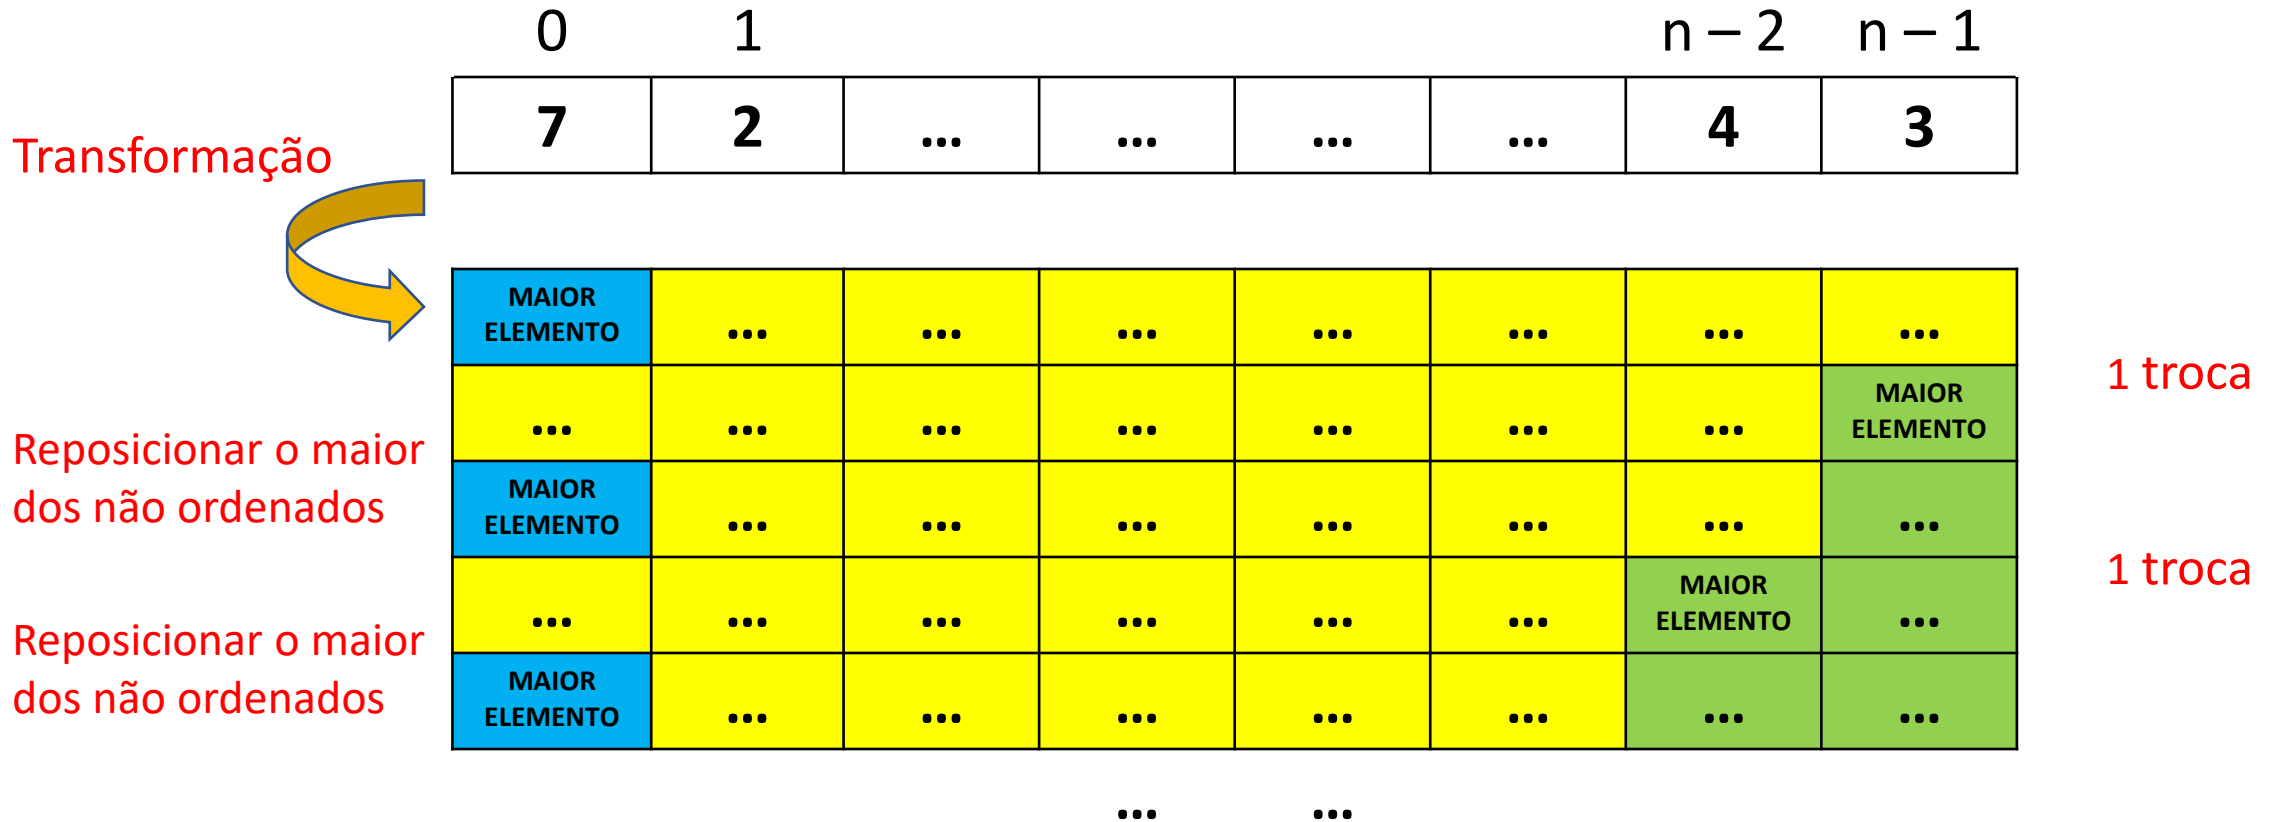 0 1 n – 2 n – 1
7 2 ... ... ... ... 4 3
Transformação
MAIOR
ELEMENTO ... ... ... ... ... ... ...
1 troca
... ... ... ... ... ... ... MAIOR
ELEMENTO
Reposicionar o maior
dos não ordenados
MAIOR
ELEMENTO ... ... ... ... ... ... ...
1 troca
... ... ... ... ... ... MAIOR
ELEMENTO ...
Reposicionar o maior
dos não ordenados
MAIOR
ELEMENTO ... ... ... ... ... ... ...
... ...